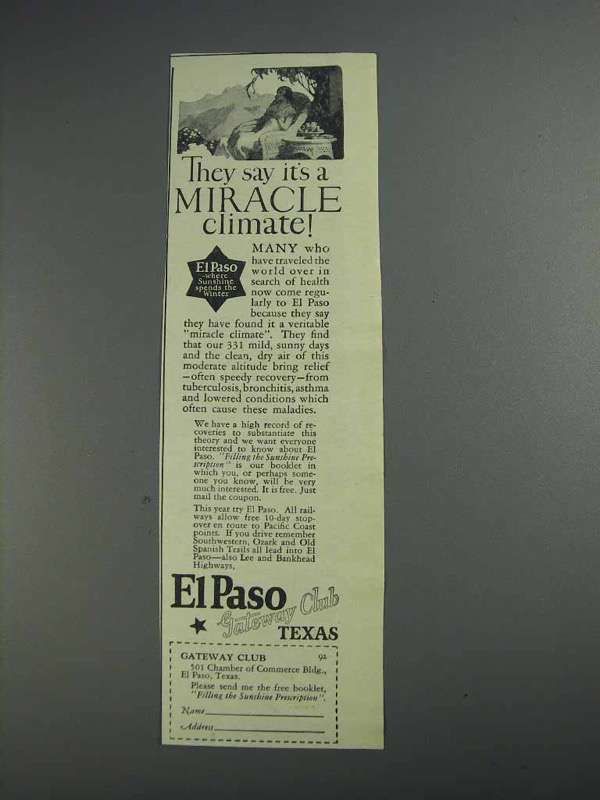 They say it's a
MIRACLE
climate!
El Paso
-where
Sunshine
spends the
Winter
MANY who
have traveled the
world over in
search of health
now come regu-
larly to El Paso
because they say
they have found it a veritable
"miracle climate". They find
that our 331 mild, sunny days
and the clean, dry air of this
moderate altitude bring relief
—often speedy recovery—from
tuberculosis, bronchitis, asthma
and lowered conditions which
often cause these maladies.
We have a high record of re-
coveries to substantiate this
theory and we want everyone
interested to know about El
Paso. "Filling the Sunshine Pre-
scription" is our booklet in
which you, or perhaps some-
one you know, will be very
much interested. It is free. Just
mail the coupon.
This year try El Paso. All rail-
ways allow free 10-day stop-
over en route to Pacific Coast
points. If you drive remember
Southwestern, Ozark and Old
Spanish Trails all lead into El
Paso—also Lee and Bankhead
Highways,
El Paso
Gateway Club
TEXAS
GATEWAY CLUB 92
501 Chamber of Commerce Bldg.,
El Paso, Texas.
Please send me the free booklet,
"Filling the Sunshine Prescription".
Name
Address